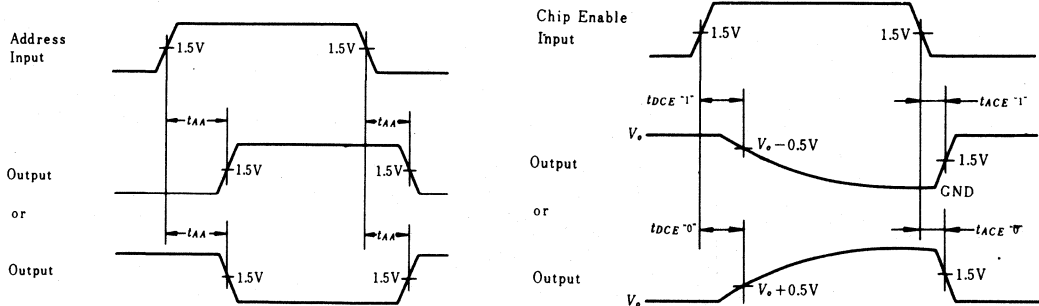 Address
Input
1.5V
1.5V
tAA
tAA
Output
1.5V
1.5V
or
tAA
tAA
Output
1.5V
1.5V
Chip Enable
Input
1.5V
1.5V
tDCE "1"
tACE "1"
Vo
Vo−0.5V
Output
1.5V
GND
or
tDCE "0"
tACE "0"
Output
1.5V
Vo
Vo+0.5V